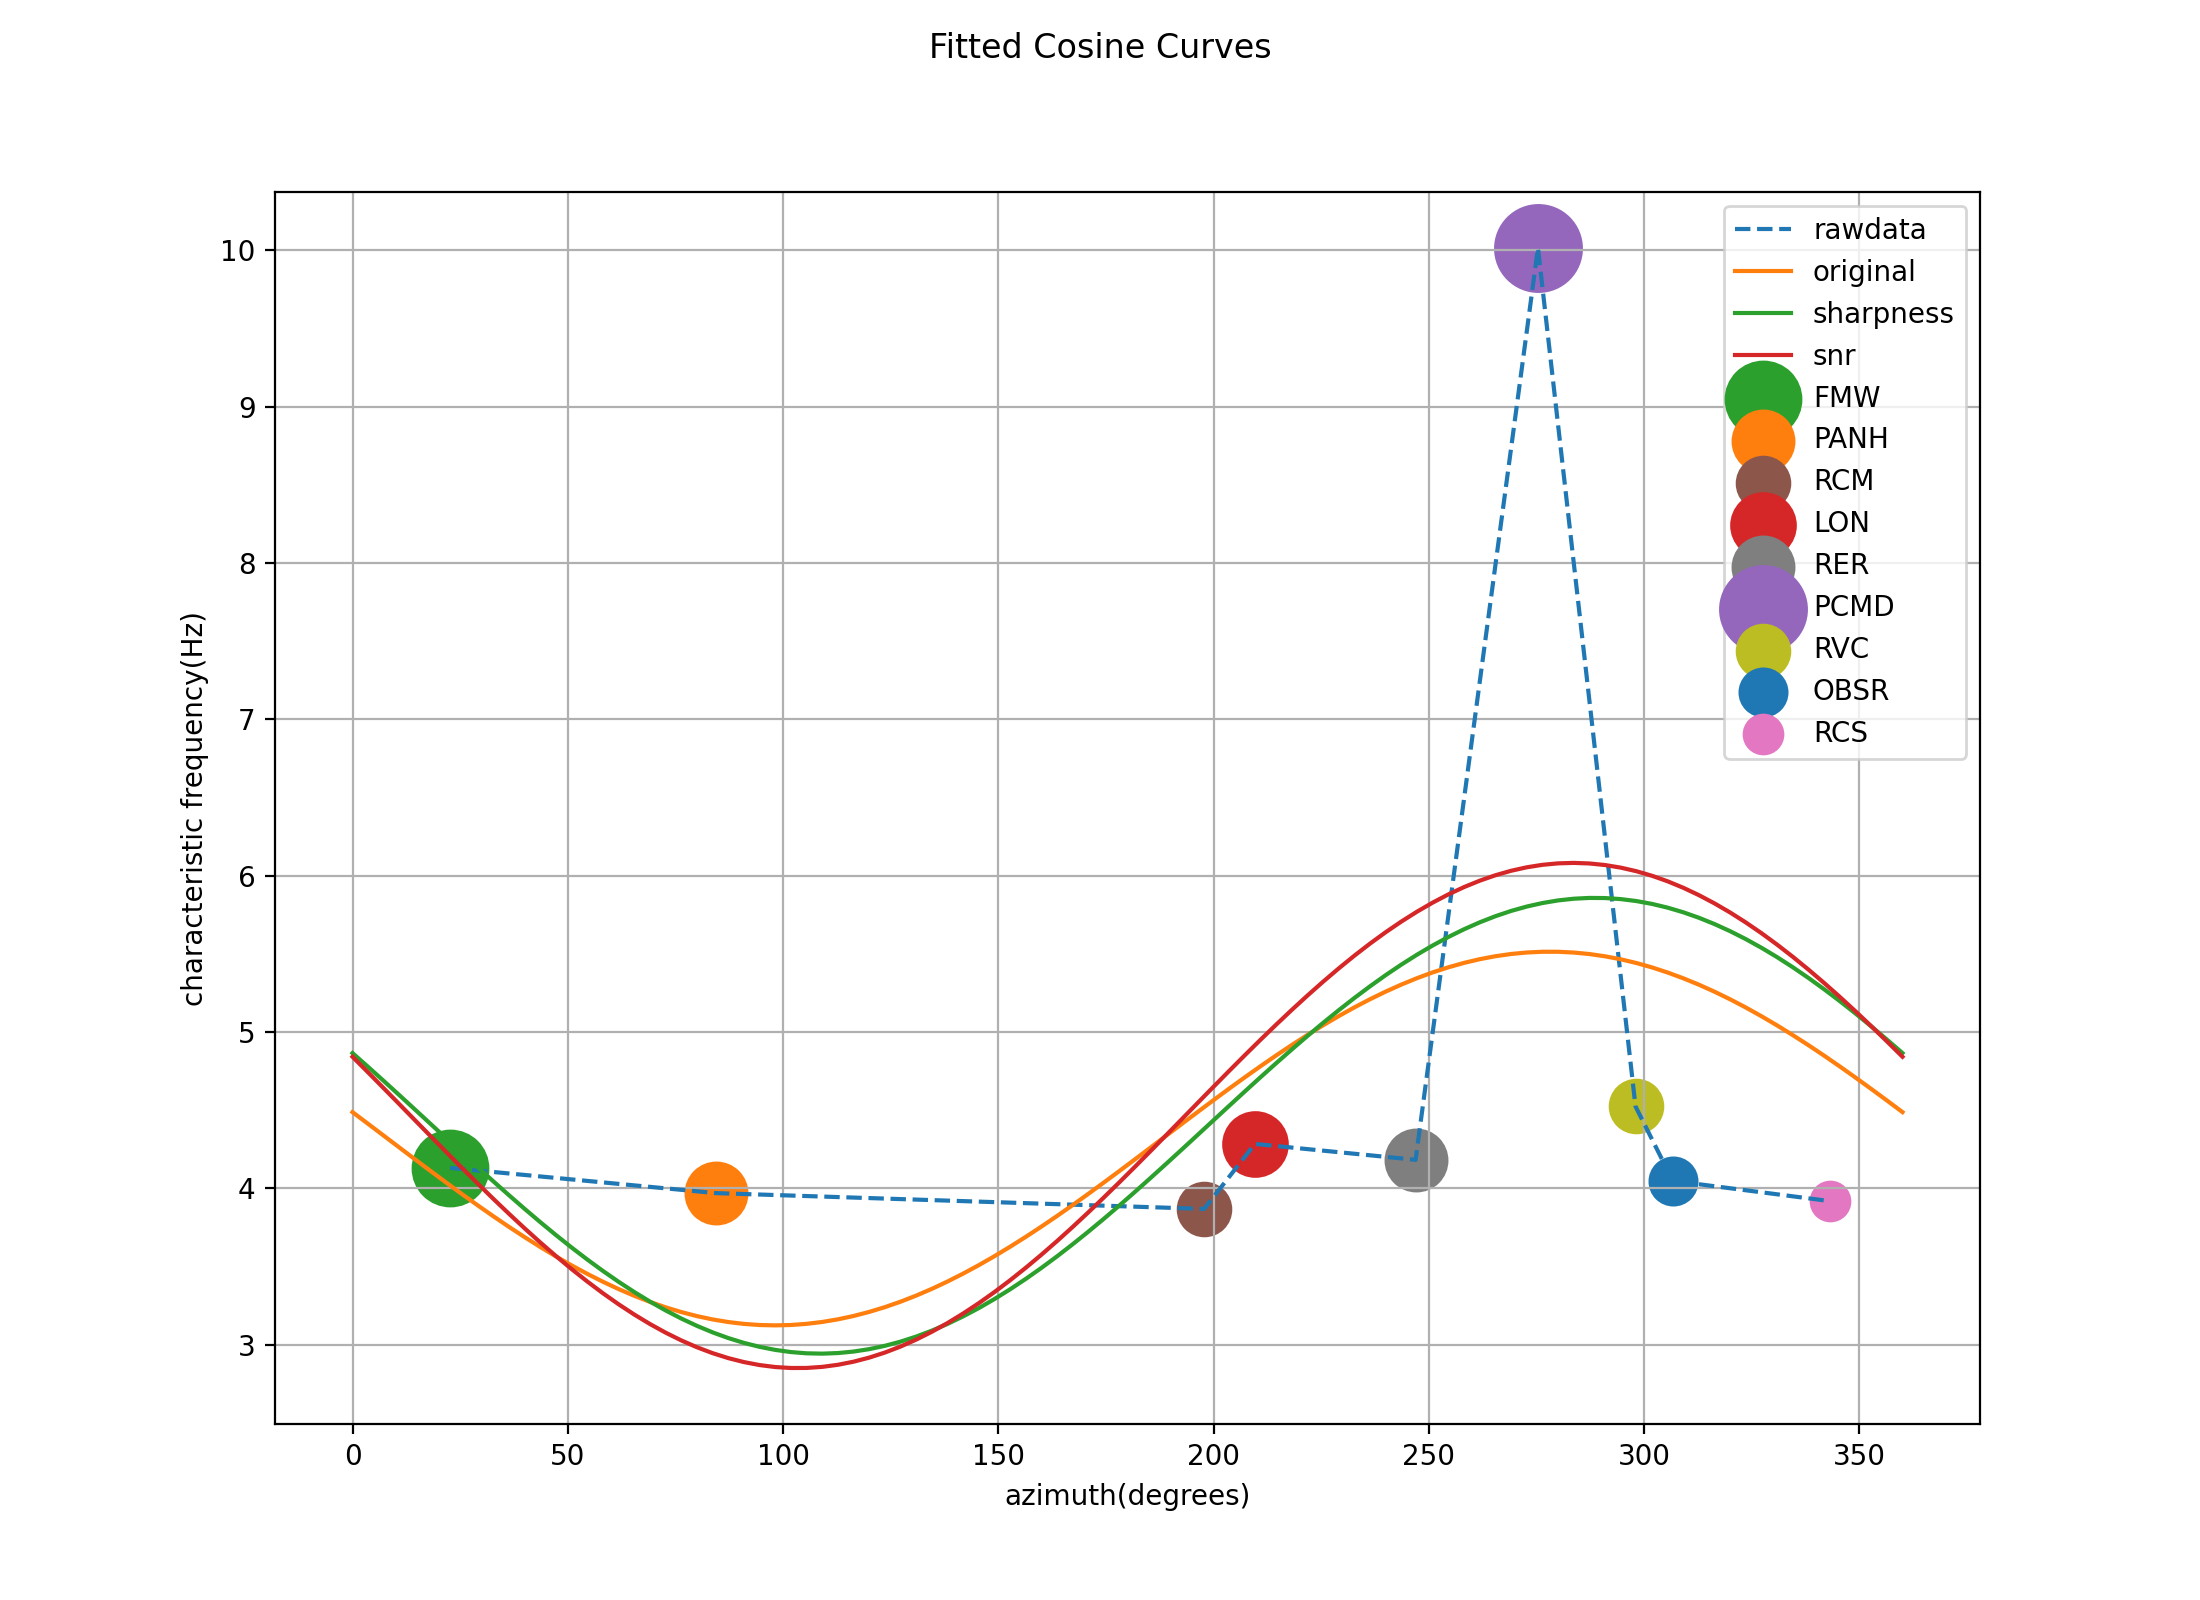 Fitted Cosine Curves
10
9
8
7
6
5
4
3
characteristic frequency(Hz)
0 50 100 150 200 250 300 350
azimuth(degrees)
rawdata
original
sharpness
snr
FMW
PANH
RCM
LON
RER
PCMD
RVC
OBSR
RCS